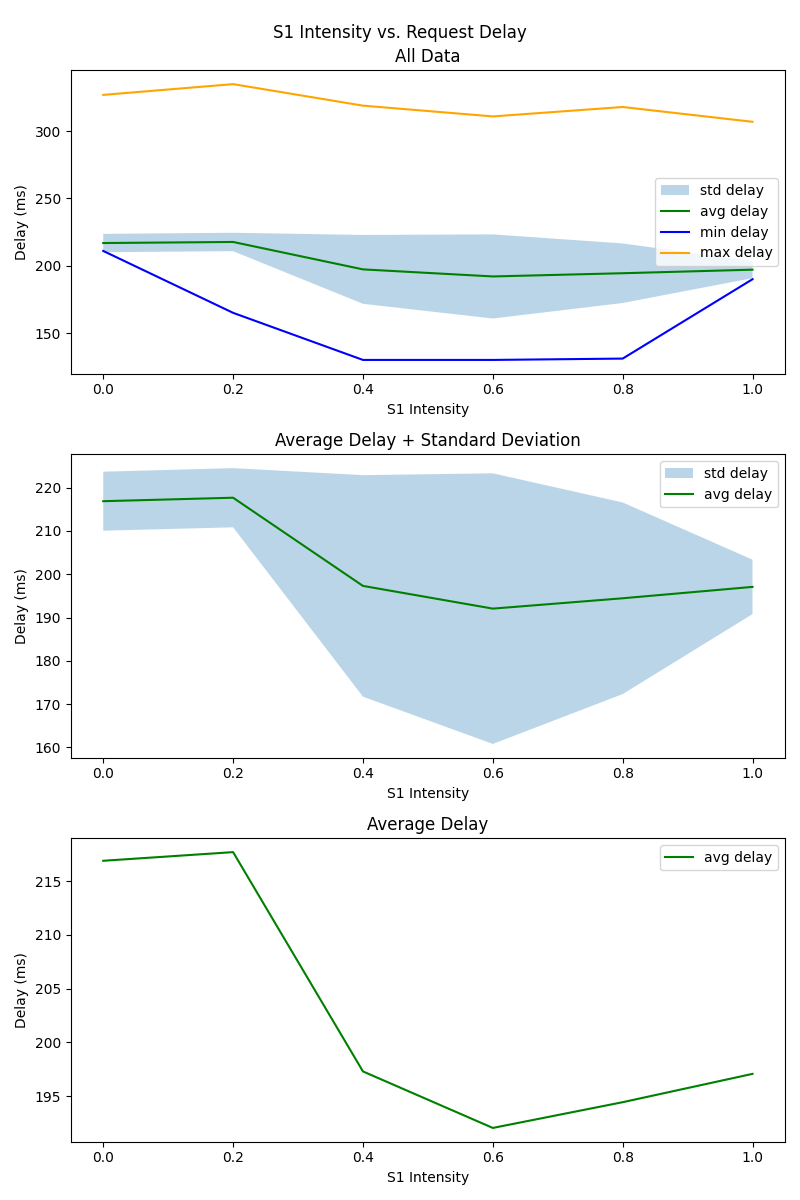 S1 Intensity vs. Request Delay
All Data
Delay (ms)
300
250
200
150
std delay
avg delay
min delay
max delay
0.0 0.2 0.4 0.6 0.8 1.0
S1 Intensity
Average Delay + Standard Deviation
Delay (ms)
220
210
200
190
180
170
160
std delay
avg delay
0.0 0.2 0.4 0.6 0.8 1.0
S1 Intensity
Average Delay
Delay (ms)
215
210
205
200
195
avg delay
0.0 0.2 0.4 0.6 0.8 1.0
S1 Intensity